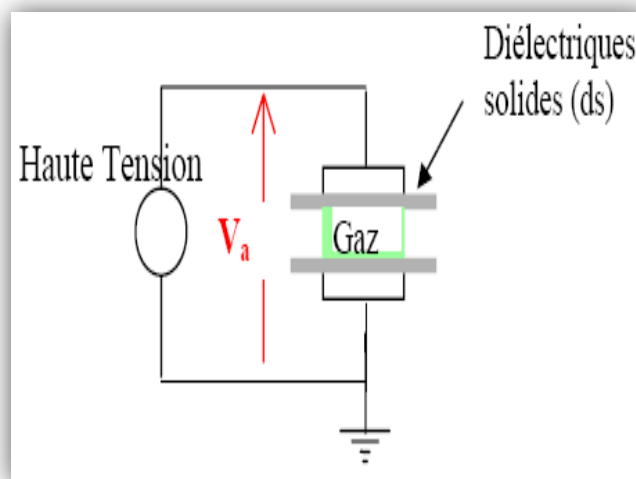 Diélectriques
solides (ds)
Haute Tension
Va
Gaz